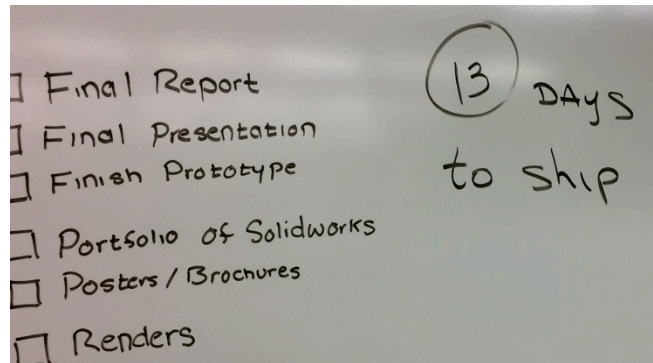 Final Report
Final Presentation
Finish Prototype
Portfolio of Solidworks
Posters / Brochures
Renders
13 DAys
to ship